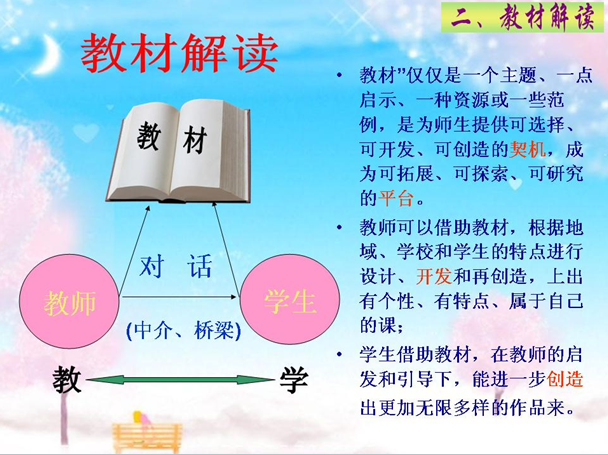 二、教材解读
教材解读
教 材
对 话
教师
学生
(中介、桥梁)
教
学
• 教材”仅仅是一个主题、一点
启示、一种资源或一些范
例，是为师生提供可选择、
可开发、可创造的契机，成
为可拓展、可探索、可研究
的平台。
• 教师可以借助教材，根据地
域、学校和学生的特点进行
设计、开发和再创造，上出
有个性、有特点、属于自己
的课；
• 学生借助教材，在教师的启
发和引导下，能进一步创造
出更加无限多样的作品来。